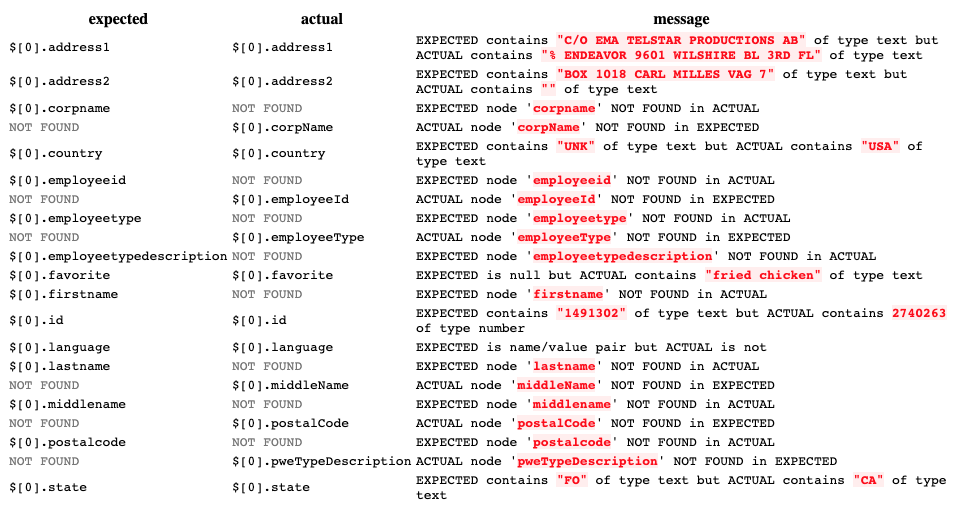 expected actual message
$[0].address1 $[0].address1 EXPECTED contains "C/O EMA TELSTAR PRODUCTIONS AB" of type text but
ACTUAL contains "% ENDEAVOR 9601 WILSHIRE BL 3RD FL" of type text
$[0].address2 $[0].address2 EXPECTED contains "BOX 1018 CARL MILLES VAG 7" of type text but
ACTUAL contains "" of type text
$[0].corpname NOT FOUND EXPECTED node 'corpname' NOT FOUND in ACTUAL
NOT FOUND $[0].corpName ACTUAL node 'corpName' NOT FOUND in EXPECTED
$[0].country $[0].country EXPECTED contains "UNK" of type text but ACTUAL contains "USA" of
type text
$[0].employeeid NOT FOUND EXPECTED node 'employeeid' NOT FOUND in ACTUAL
NOT FOUND $[0].employeeId ACTUAL node 'employeeId' NOT FOUND in EXPECTED
$[0].employeetype NOT FOUND EXPECTED node 'employeetype' NOT FOUND in ACTUAL
NOT FOUND $[0].employeeType ACTUAL node 'employeeType' NOT FOUND in EXPECTED
$[0].employeetypedescription NOT FOUND EXPECTED node 'employeetypedescription' NOT FOUND in ACTUAL
$[0].favorite $[0].favorite EXPECTED is null but ACTUAL contains "fried chicken" of type text
$[0].firstname NOT FOUND EXPECTED node 'firstname' NOT FOUND in ACTUAL
$[0].id $[0].id EXPECTED contains "1491302" of type text but ACTUAL contains 2740263
of type number
$[0].language $[0].language EXPECTED is name/value pair but ACTUAL is not
$[0].lastname NOT FOUND EXPECTED node 'lastname' NOT FOUND in ACTUAL
NOT FOUND $[0].middleName ACTUAL node 'middleName' NOT FOUND in EXPECTED
$[0].middlename NOT FOUND EXPECTED node 'middlename' NOT FOUND in ACTUAL
NOT FOUND $[0].postalCode ACTUAL node 'postalCode' NOT FOUND in EXPECTED
$[0].postalcode NOT FOUND EXPECTED node 'postalcode' NOT FOUND in ACTUAL
NOT FOUND $[0].pweTypeDescription ACTUAL node 'pweTypeDescription' NOT FOUND in EXPECTED
$[0].state $[0].state EXPECTED contains "FO" of type text but ACTUAL contains "CA" of type
text